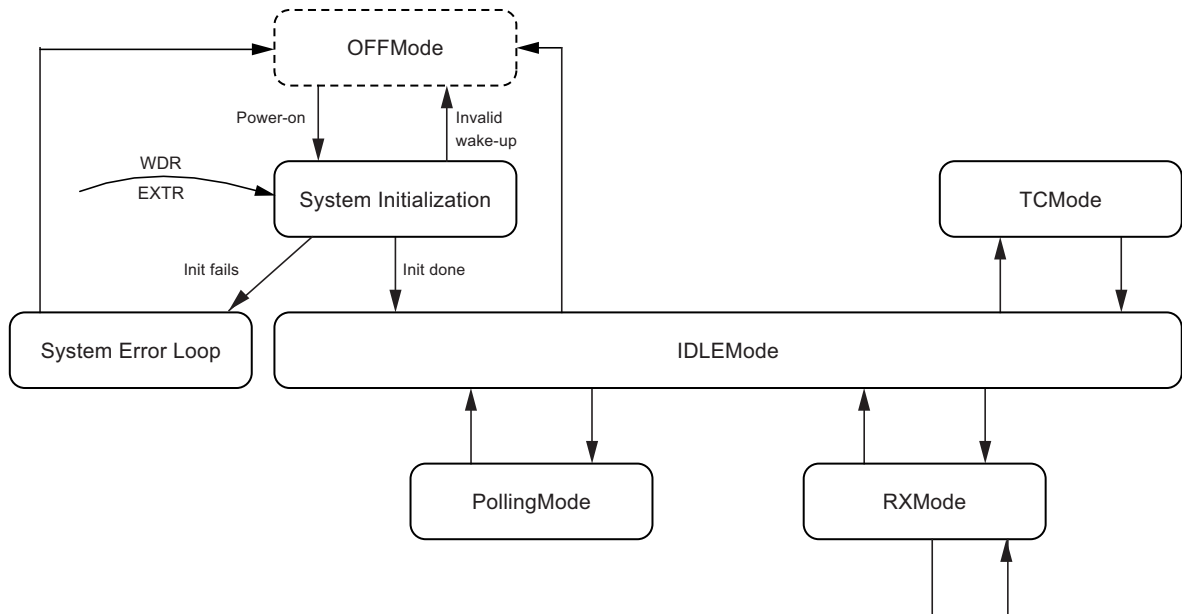 OFFMode
Power-on
Invalid
wake-up
WDR
EXTR
System Initialization
TCMode
Init fails
Init done
System Error Loop
IDLEMode
PollingMode
RXMode